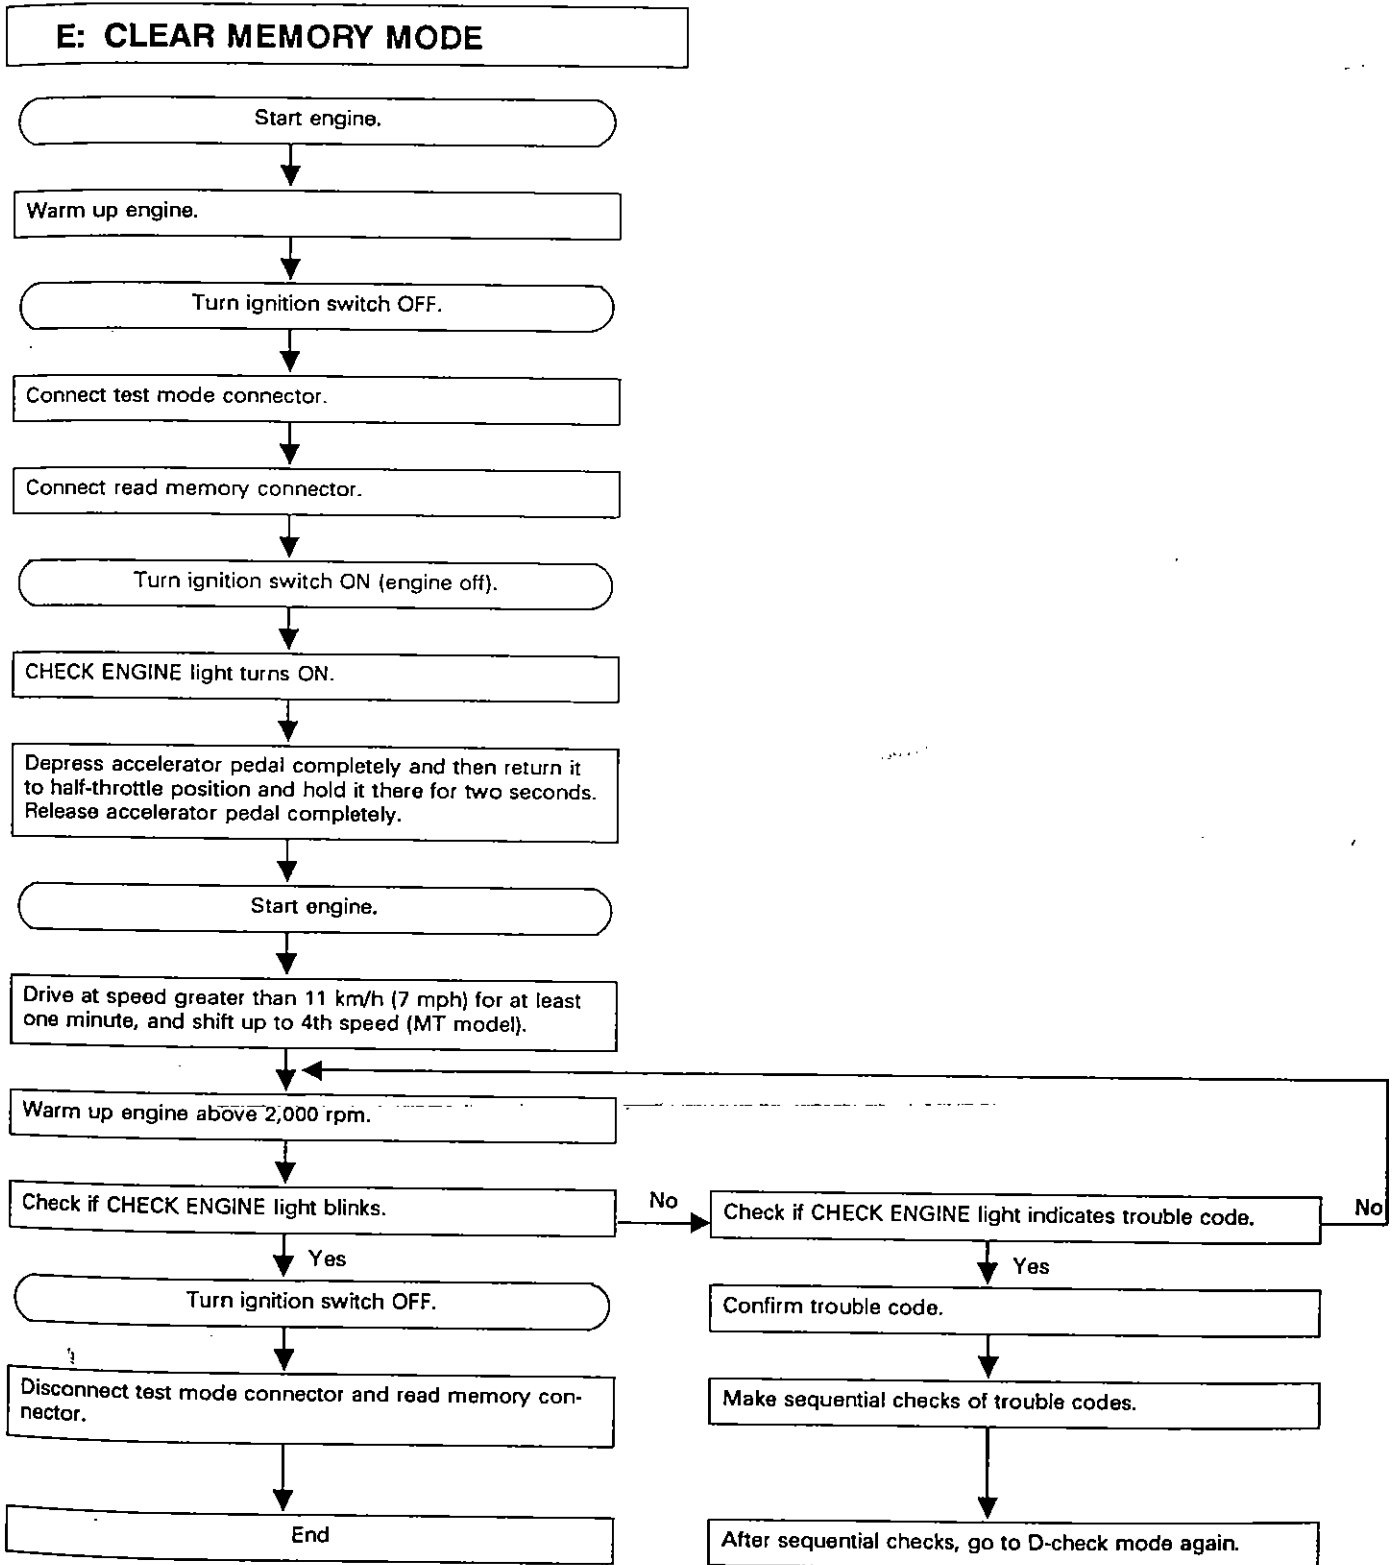 E: CLEAR MEMORY MODE
Start engine.
Warm up engine.
Turn ignition switch OFF.
Connect test mode connector.
Connect read memory connector.
Turn ignition switch ON (engine off).
CHECK ENGINE light turns ON.
Depress accelerator pedal completely and then return it
to half-throttle position and hold it there for two seconds.
Release accelerator pedal completely.
Start engine.
Drive at speed greater than 11 km/h (7 mph) for at least
one minute, and shift up to 4th speed (MT model).
Warm up engine above 2,000 rpm.
Check if CHECK ENGINE light blinks.
No
Check if CHECK ENGINE light indicates trouble code.
No
Yes
Yes
Turn ignition switch OFF.
Confirm trouble code.
Disconnect test mode connector and read memory con-
nector.
Make sequential checks of trouble codes.
End
After sequential checks, go to D-check mode again.